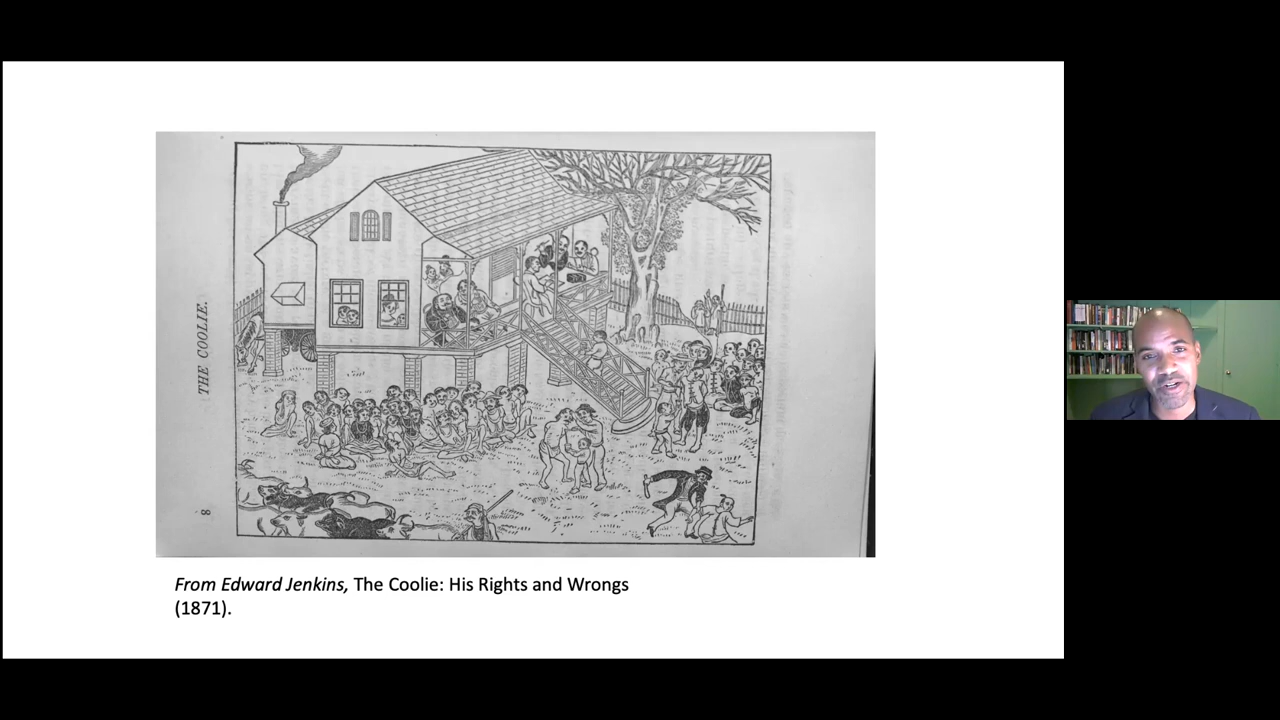 THE COOLIE.
8
From Edward Jenkins, The Coolie: His Rights and Wrongs
(1871).